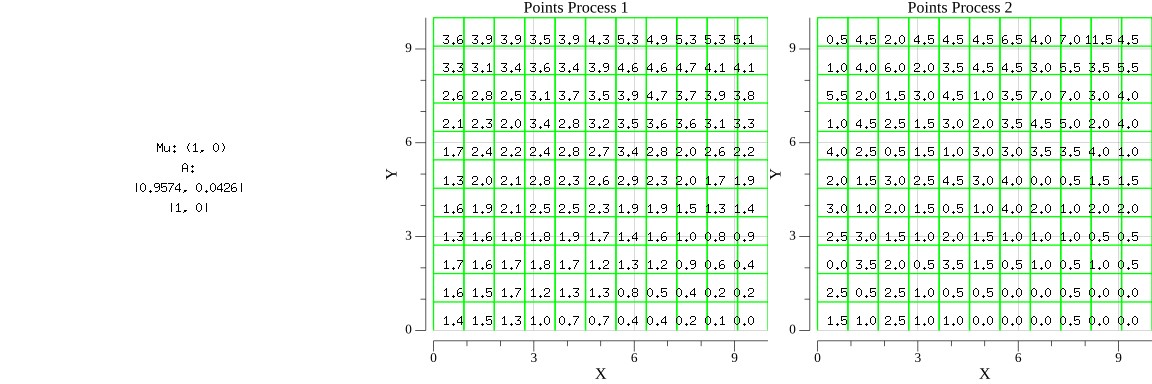 Points Process 1
Points Process 2
Mu: (1, 0)
A:
|0.9574, 0.0426|
|1, 0|
Y
9
6
3
0
3.6 3.9 3.9 3.5 3.9 4.3 5.3 4.9 5.3 5.3 5.1
3.3 3.1 3.4 3.6 3.4 3.9 4.6 4.6 4.7 4.1 4.1
2.6 2.8 2.5 3.1 3.7 3.5 3.9 4.7 3.7 3.9 3.8
2.1 2.3 2.0 3.4 2.8 3.2 3.5 3.6 3.6 3.1 3.3
1.7 2.4 2.2 2.4 2.8 2.7 3.4 2.8 2.0 2.6 2.2
1.3 2.0 2.1 2.3 2.5 2.6 2.9 2.3 2.0 1.7 1.9
1.6 1.9 2.1 2.5 2.5 2.3 1.9 1.9 1.5 1.3 1.4
1.3 1.6 1.8 1.8 1.9 1.7 1.4 1.6 1.0 0.8 0.9
1.7 1.6 1.7 1.8 1.7 1.2 1.3 1.2 0.9 0.6 0.4
1.6 1.5 1.7 1.2 1.3 1.3 0.8 0.5 0.4 0.2 0.2
1.4 1.5 1.3 1.0 0.7 0.7 0.4 0.4 0.2 0.1 0.0
0 3 6 9
X
Y
9
6
3
0
0.5 4.5 2.0 4.5 4.5 4.5 6.5 4.0 7.0 11.5 4.5
1.0 4.0 6.0 2.0 3.5 4.5 4.5 3.0 5.5 3.5 5.5
5.5 2.0 1.5 3.0 4.5 1.0 3.5 7.0 7.0 3.0 4.0
1.0 4.5 2.5 1.0 4.0 2.0 3.5 4.5 5.0 2.0 4.0
4.0 2.5 0.5 1.5 1.0 3.0 3.0 3.5 3.5 4.0 1.0
2.0 1.5 3.0 2.5 4.5 3.0 4.0 0.0 0.5 1.5 1.5
3.0 1.0 2.0 1.5 0.5 1.0 4.0 2.0 1.0 2.0 2.0
2.5 3.0 1.5 1.0 2.0 1.5 1.0 1.0 1.0 0.5 0.5
0.0 3.5 2.0 0.5 3.5 1.5 0.5 1.0 0.5 1.0 0.5
2.5 0.5 2.5 1.0 0.5 0.5 0.0 0.0 0.5 0.0 0.0
1.5 1.0 2.5 1.0 1.0 0.0 0.0 0.0 0.5 0.0 0.0
0 3 6 9
X